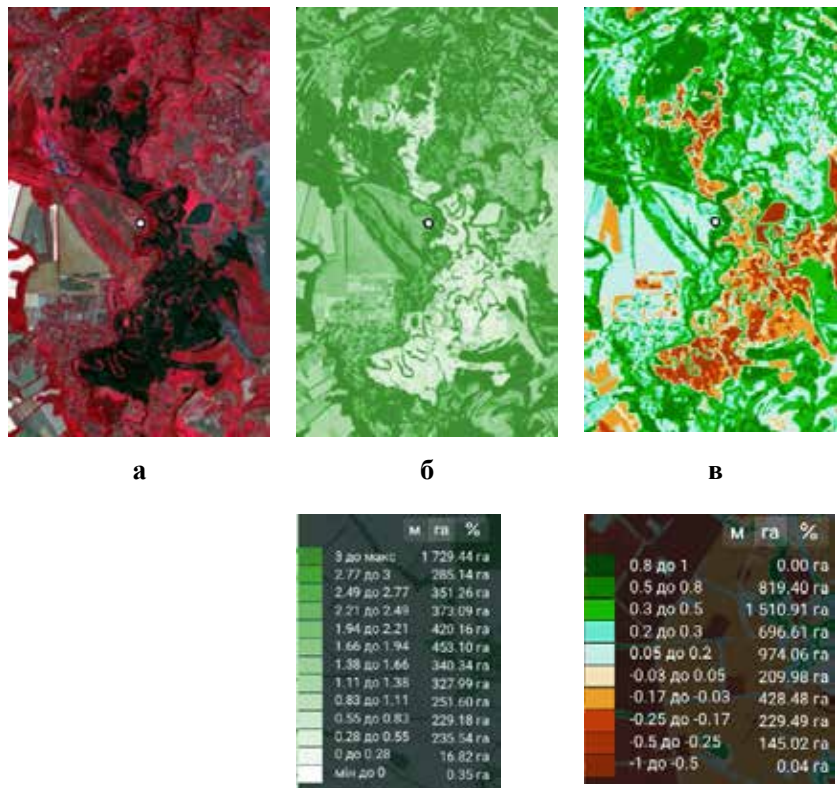 а б в
м га %
3 до макс 1 729.44 га
2.77 до 3 285.14 га
2.49 до 2.77 351.26 га
2.21 до 2.49 373.09 га
1.94 до 2.21 420.16 га
1.66 до 1.94 453.10 га
1.38 до 1.66 340.34 га
1.11 до 1.38 327.99 га
0.83 до 1.11 251.60 га
0.55 до 0.83 229.18 га
0.28 до 0.55 235.54 га
0 до 0.28 16.82 га
мін до 0 0.35 га
м га %
0.8 до 1 0.00 га
0.5 до 0.8 819.40 га
0.3 до 0.5 1 510.91 га
0.2 до 0.3 696.61 га
0.05 до 0.2 974.06 га
-0.03 до 0.05 209.98 га
-0.17 до -0.03 428.48 га
-0.25 до -0.17 229.49 га
-0.5 до -0.25 145.02 га
-1 до -0.5 0.04 га